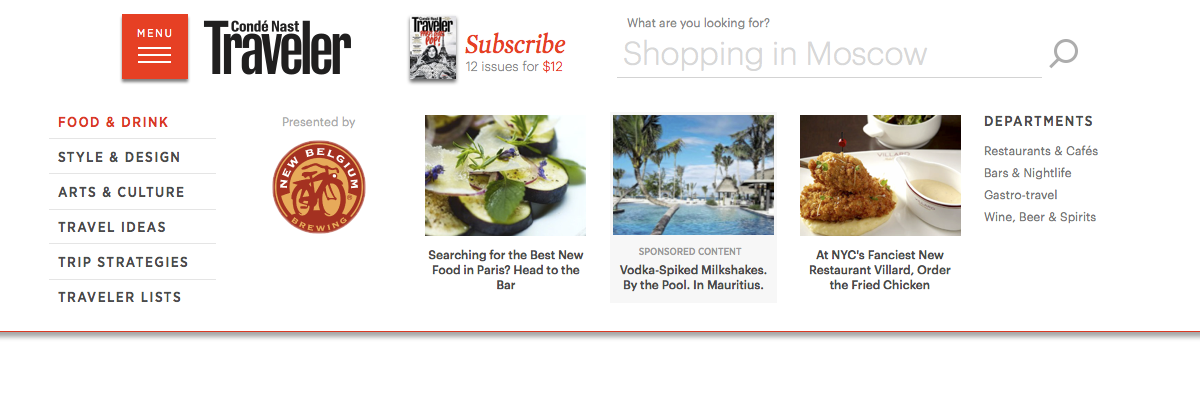 MENU
Condé Nast
Traveler
Traveler
POP!
Subscribe
12 issues for $12
What are you looking for?
Shopping in Moscow
FOOD & DRINK
STYLE & DESIGN
ARTS & CULTURE
TRAVEL IDEAS
TRIP STRATEGIES
TRAVELER LISTS
Presented by
NEW BELGIUM
BREWING
Searching for the Best New
Food in Paris? Head to the
Bar
SPONSORED CONTENT
Vodka-Spiked Milkshakes.
By the Pool. In Mauritius.
VILLARD
At NYC's Fanciest New
Restaurant Villard, Order
the Fried Chicken
DEPARTMENTS
Restaurants & Cafés
Bars & Nightlife
Gastro-travel
Wine, Beer & Spirits